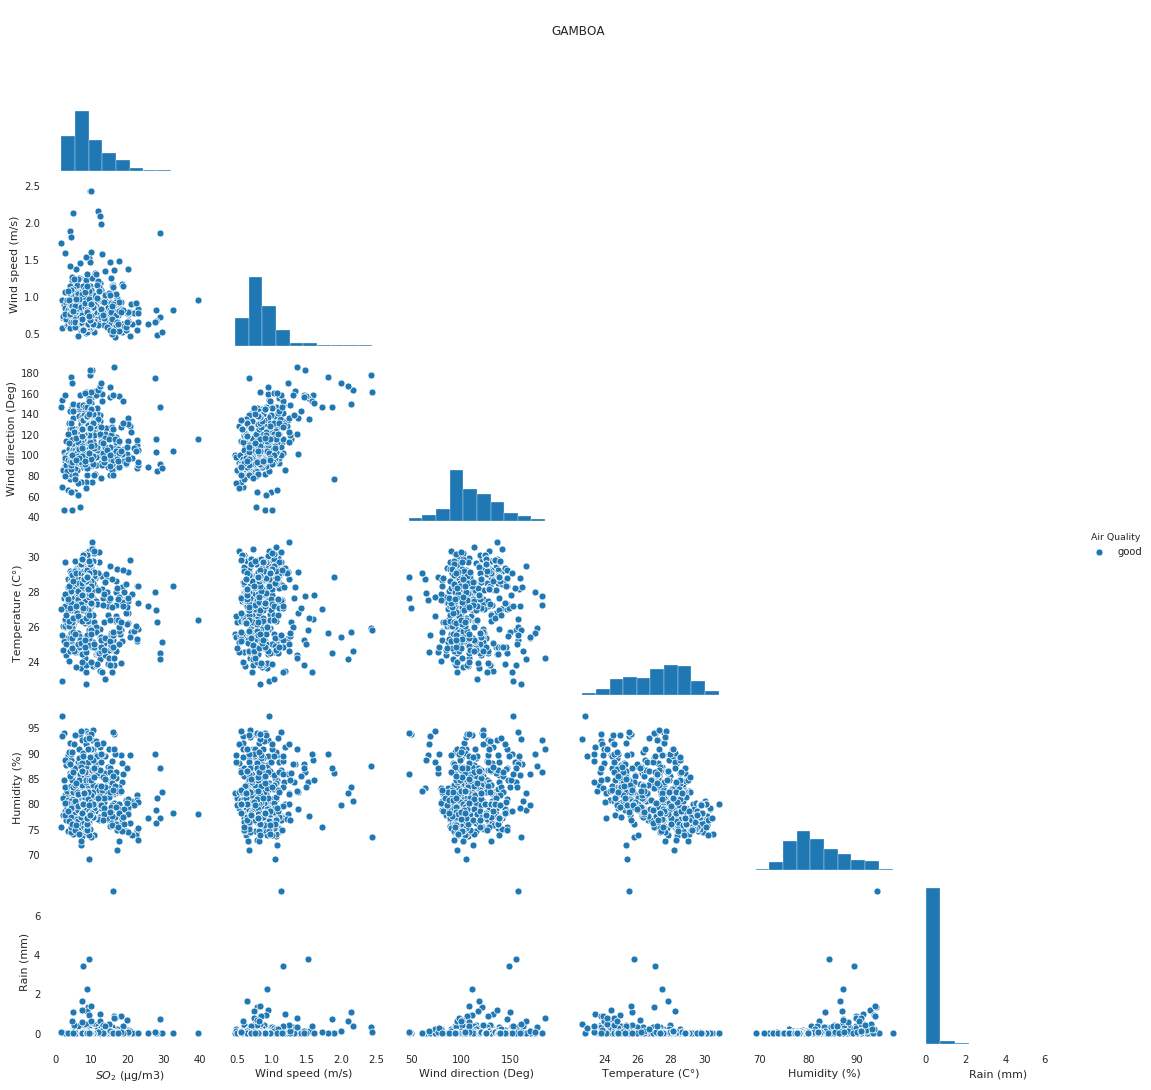 GAMBOA
2.5
2.0
1.5
1.0
0.5
Wind speed (m/s)
180
160
140
120
100
80
60
40
Wind direction (Deg)
Air Quality
good
30
28
26
24
Temperature (C°)
95
90
85
80
75
70
Humidity (%)
6
4
2
0
Rain (mm)
0 10 20 30 40
0.5 1.0 1.5 2.0 2.5
50 100 150
24 26 28 30
70 80 90
0 2 4 6
SO₂ (µg/m3)
Wind speed (m/s)
Wind direction (Deg)
Temperature (C°)
Humidity (%)
Rain (mm)